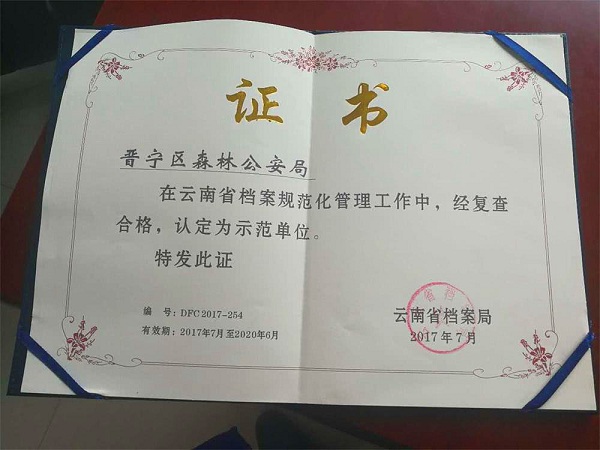 证书
晋宁区森林公安局
在云南省档案规范化管理工作中，经复查
合格，认定为示范单位。
特发此证
编 号：DFC2017-254
有效期：2017年7月至2020年6月
云南省档案局
2017年7月